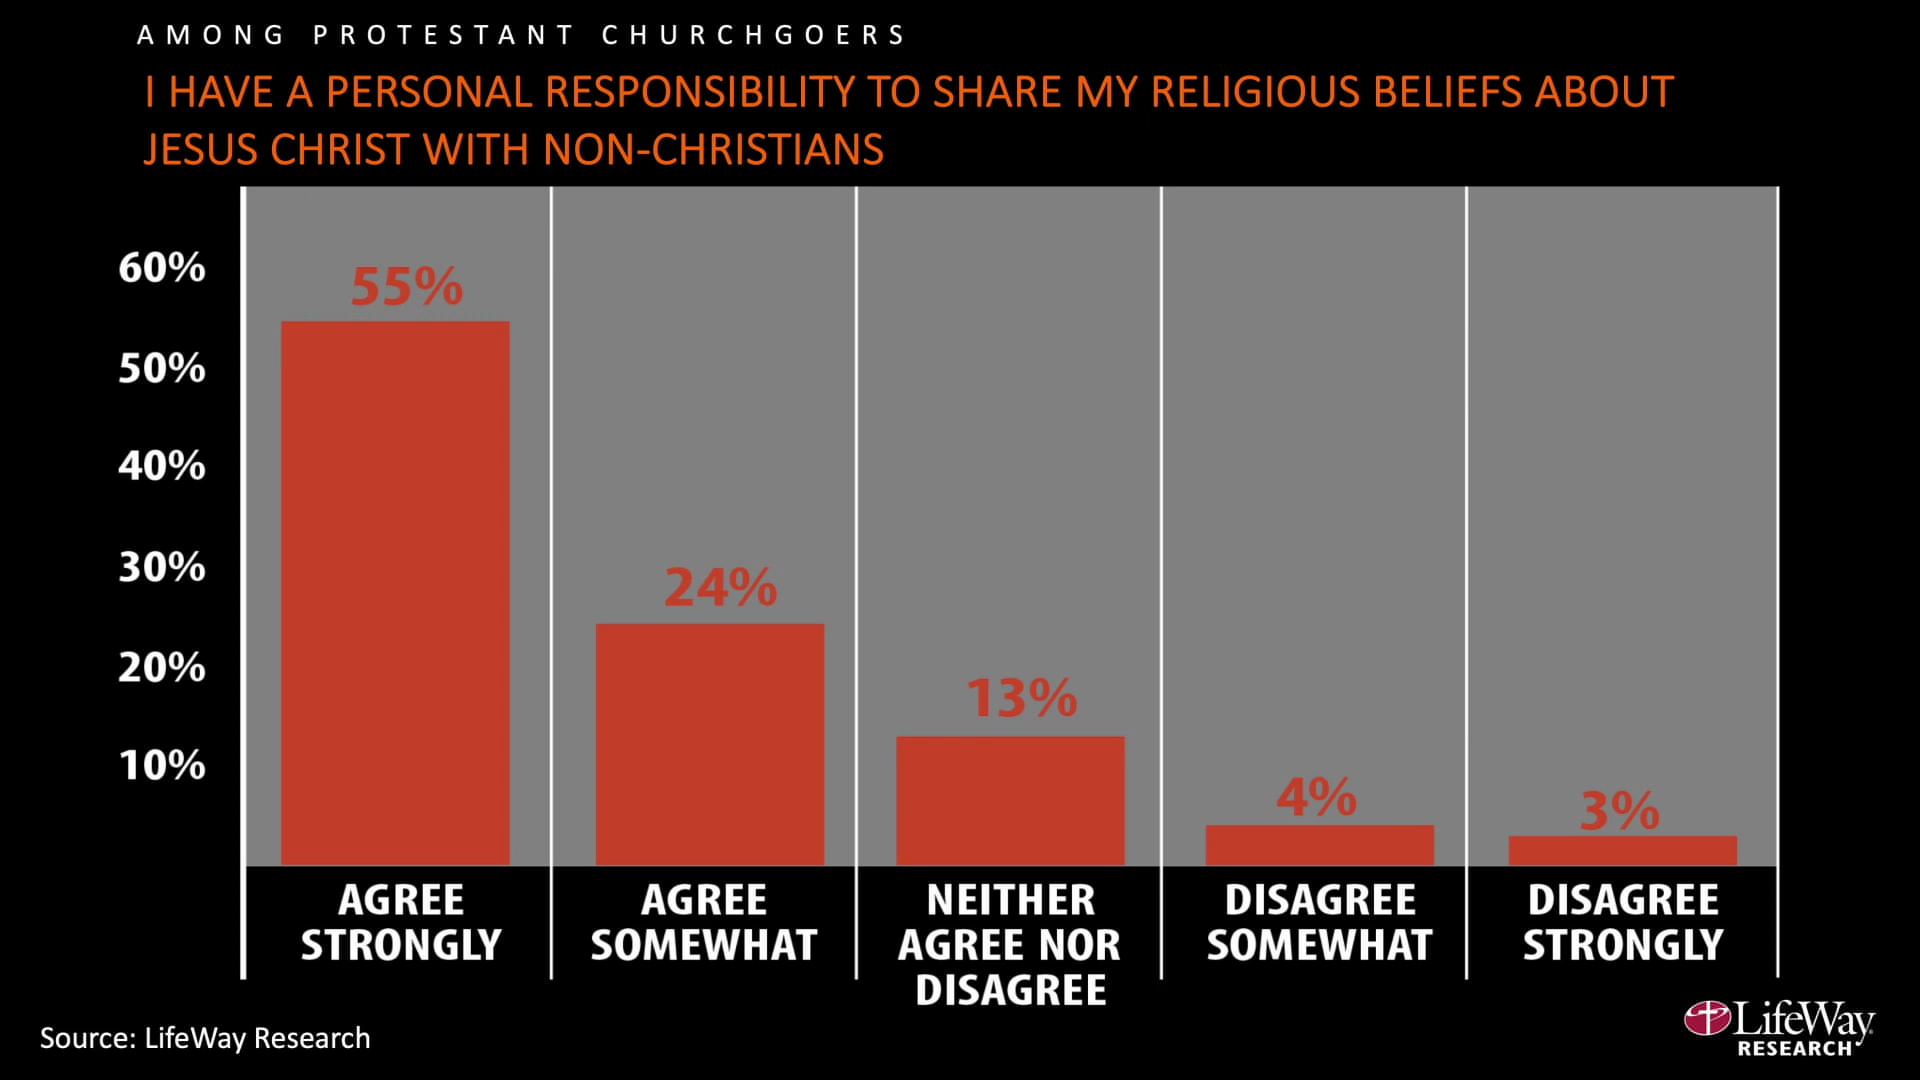 AMONG PROTESTANT CHURCHGOERS
I HAVE A PERSONAL RESPONSIBILITY TO SHARE MY RELIGIOUS BELIEFS ABOUT
JESUS CHRIST WITH NON-CHRISTIANS
60%
50%
40%
30%
20%
10%
55%
24%
13%
4%
3%
AGREE
STRONGLY
AGREE
SOMEWHAT
NEITHER
AGREE NOR
DISAGREE
DISAGREE
SOMEWHAT
DISAGREE
STRONGLY
Source: LifeWay Research
LifeWay
RESEARCH